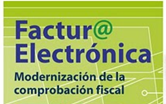 Factur@
Electrónica
Modernización de la
comprobación fiscal